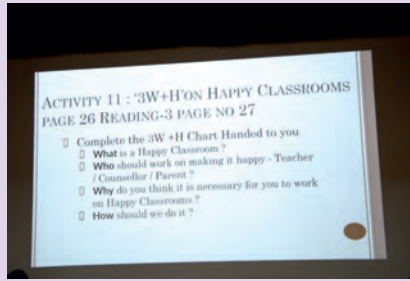 ACTIVITY 11 : '3W+H'ON HAPPY CLASSROOMS
PAGE 26 READING-3 PAGE NO 27
Complete the 3W +H Chart Handed to you
What is a Happy Classroom ?
Who should work on making it happy - Teacher
/ Counsellor / Parent ?
Why do you think it is necessary for you to work
on Happy Classrooms ?
How should we do it ?